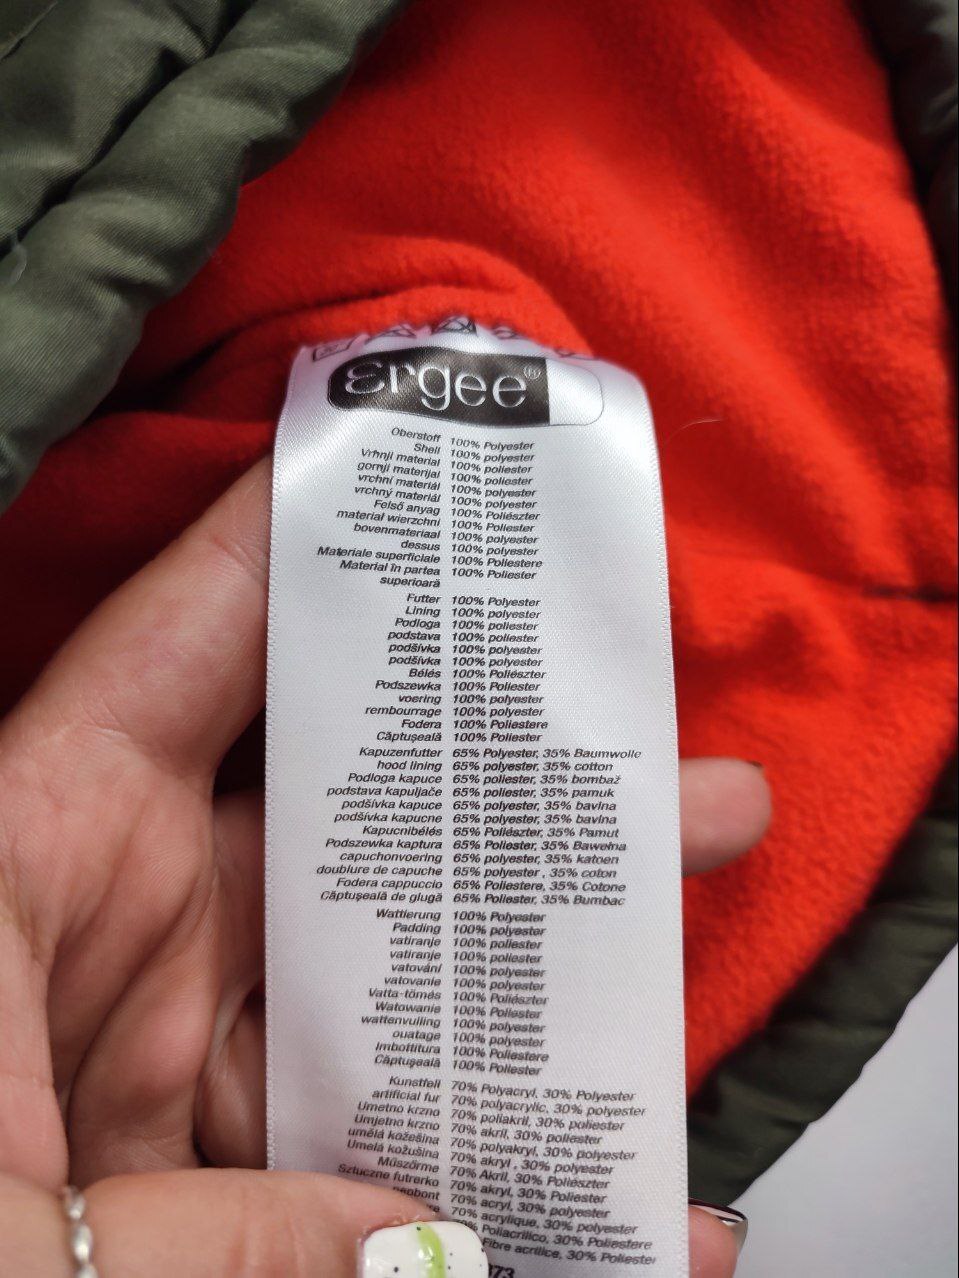 ergee®
Oberstoff 100% Polyester
Shell 100% polyester
Vrhnji material 100% poliester
gornji materijal 100% poliester
vrchní materiál 100% polyester
vrchný materiál 100% polyester
Felső anyag 100% Poliészter
material wierzchni 100% Poliester
bovenmateriaal 100% polyester
dessus 100% polyester
Materiale superficiale 100% Poliestere
Material în partea 100% Poliester
superioară
Futter 100% Polyester
Lining 100% polyester
Podloga 100% poliester
podstava 100% poliester
podšívka 100% polyester
podšívka 100% polyester
Bélés 100% Poliészter
Podszewka 100% Poliester
voering 100% polyester
rembourrage 100% polyester
Fodera 100% Poliestere
Căptuşeală 100% Poliester
Kapuzenfutter 65% Polyester, 35% Baumwolle
hood lining 65% polyester, 35% cotton
Podloga kapuce 65% poliester, 35% bombaž
podstava kapuljače 65% poliester, 35% pamuk
podšívka kapuce 65% polyester, 35% bavlna
podšívka kapucne 65% polyester, 35% bavlna
Kapucnibélés 65% Poliészter, 35% Pamut
Podszewka kaptura 65% Poliester, 35% Bawełna
capuchonvoering 65% polyester, 35% katoen
doublure de capuche 65% polyester , 35% coton
Fodera cappuccio 65% Poliestere, 35% Cotone
Căptuşeală de glugă 65% Poliester, 35% Bumbac
Wattierung 100% Polyester
Padding 100% polyester
vatiranje 100% poliester
vatiranje 100% poliester
vatování 100% polyester
vatovanie 100% polyester
Vatta-tömés 100% Poliészter
Watowanie 100% Poliester
wattenvulling 100% polyester
ouatage 100% polyester
Imbottitura 100% Poliestere
Căptuşeală 100% Poliester
Kunstfell 70% Polyacryl, 30% Polyester
artificial fur 70% polyacrylic, 30% polyester
Umetno krzno 70% poliakril, 30% poliester
Umjetno krzno 70% akril, 30% poliester
umělá kožešina 70% polyakryl, 30% polyester
Umelá kožušina 70% akryl , 30% polyester
Műszőrme 70% Akril, 30% Poliészter
Sztuczne futrerko 70% akryl, 30% Poliester
70% acryl, 30% polyester
70% acrylique, 30% polyester
Poliacrilico, 30% Poliestere
Fibre acrilice, 30% Poliester